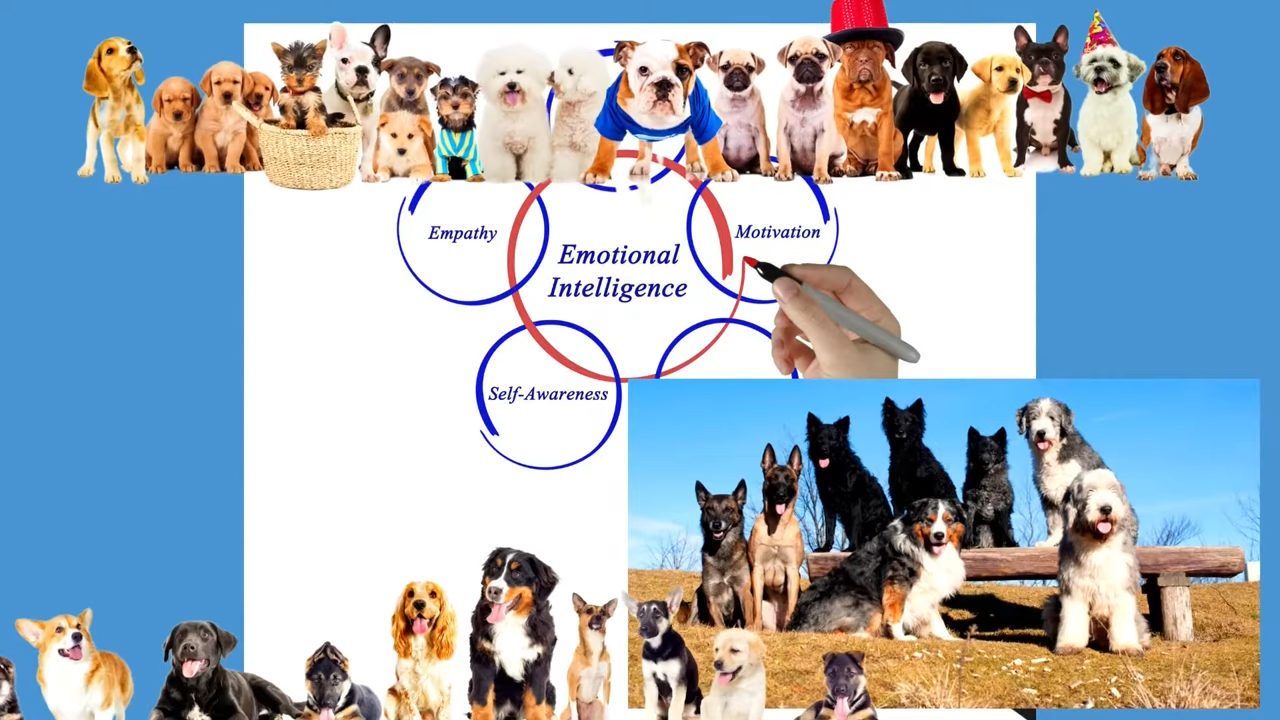 Empathy
Emotional
Intelligence
Motivation
Self-Awareness